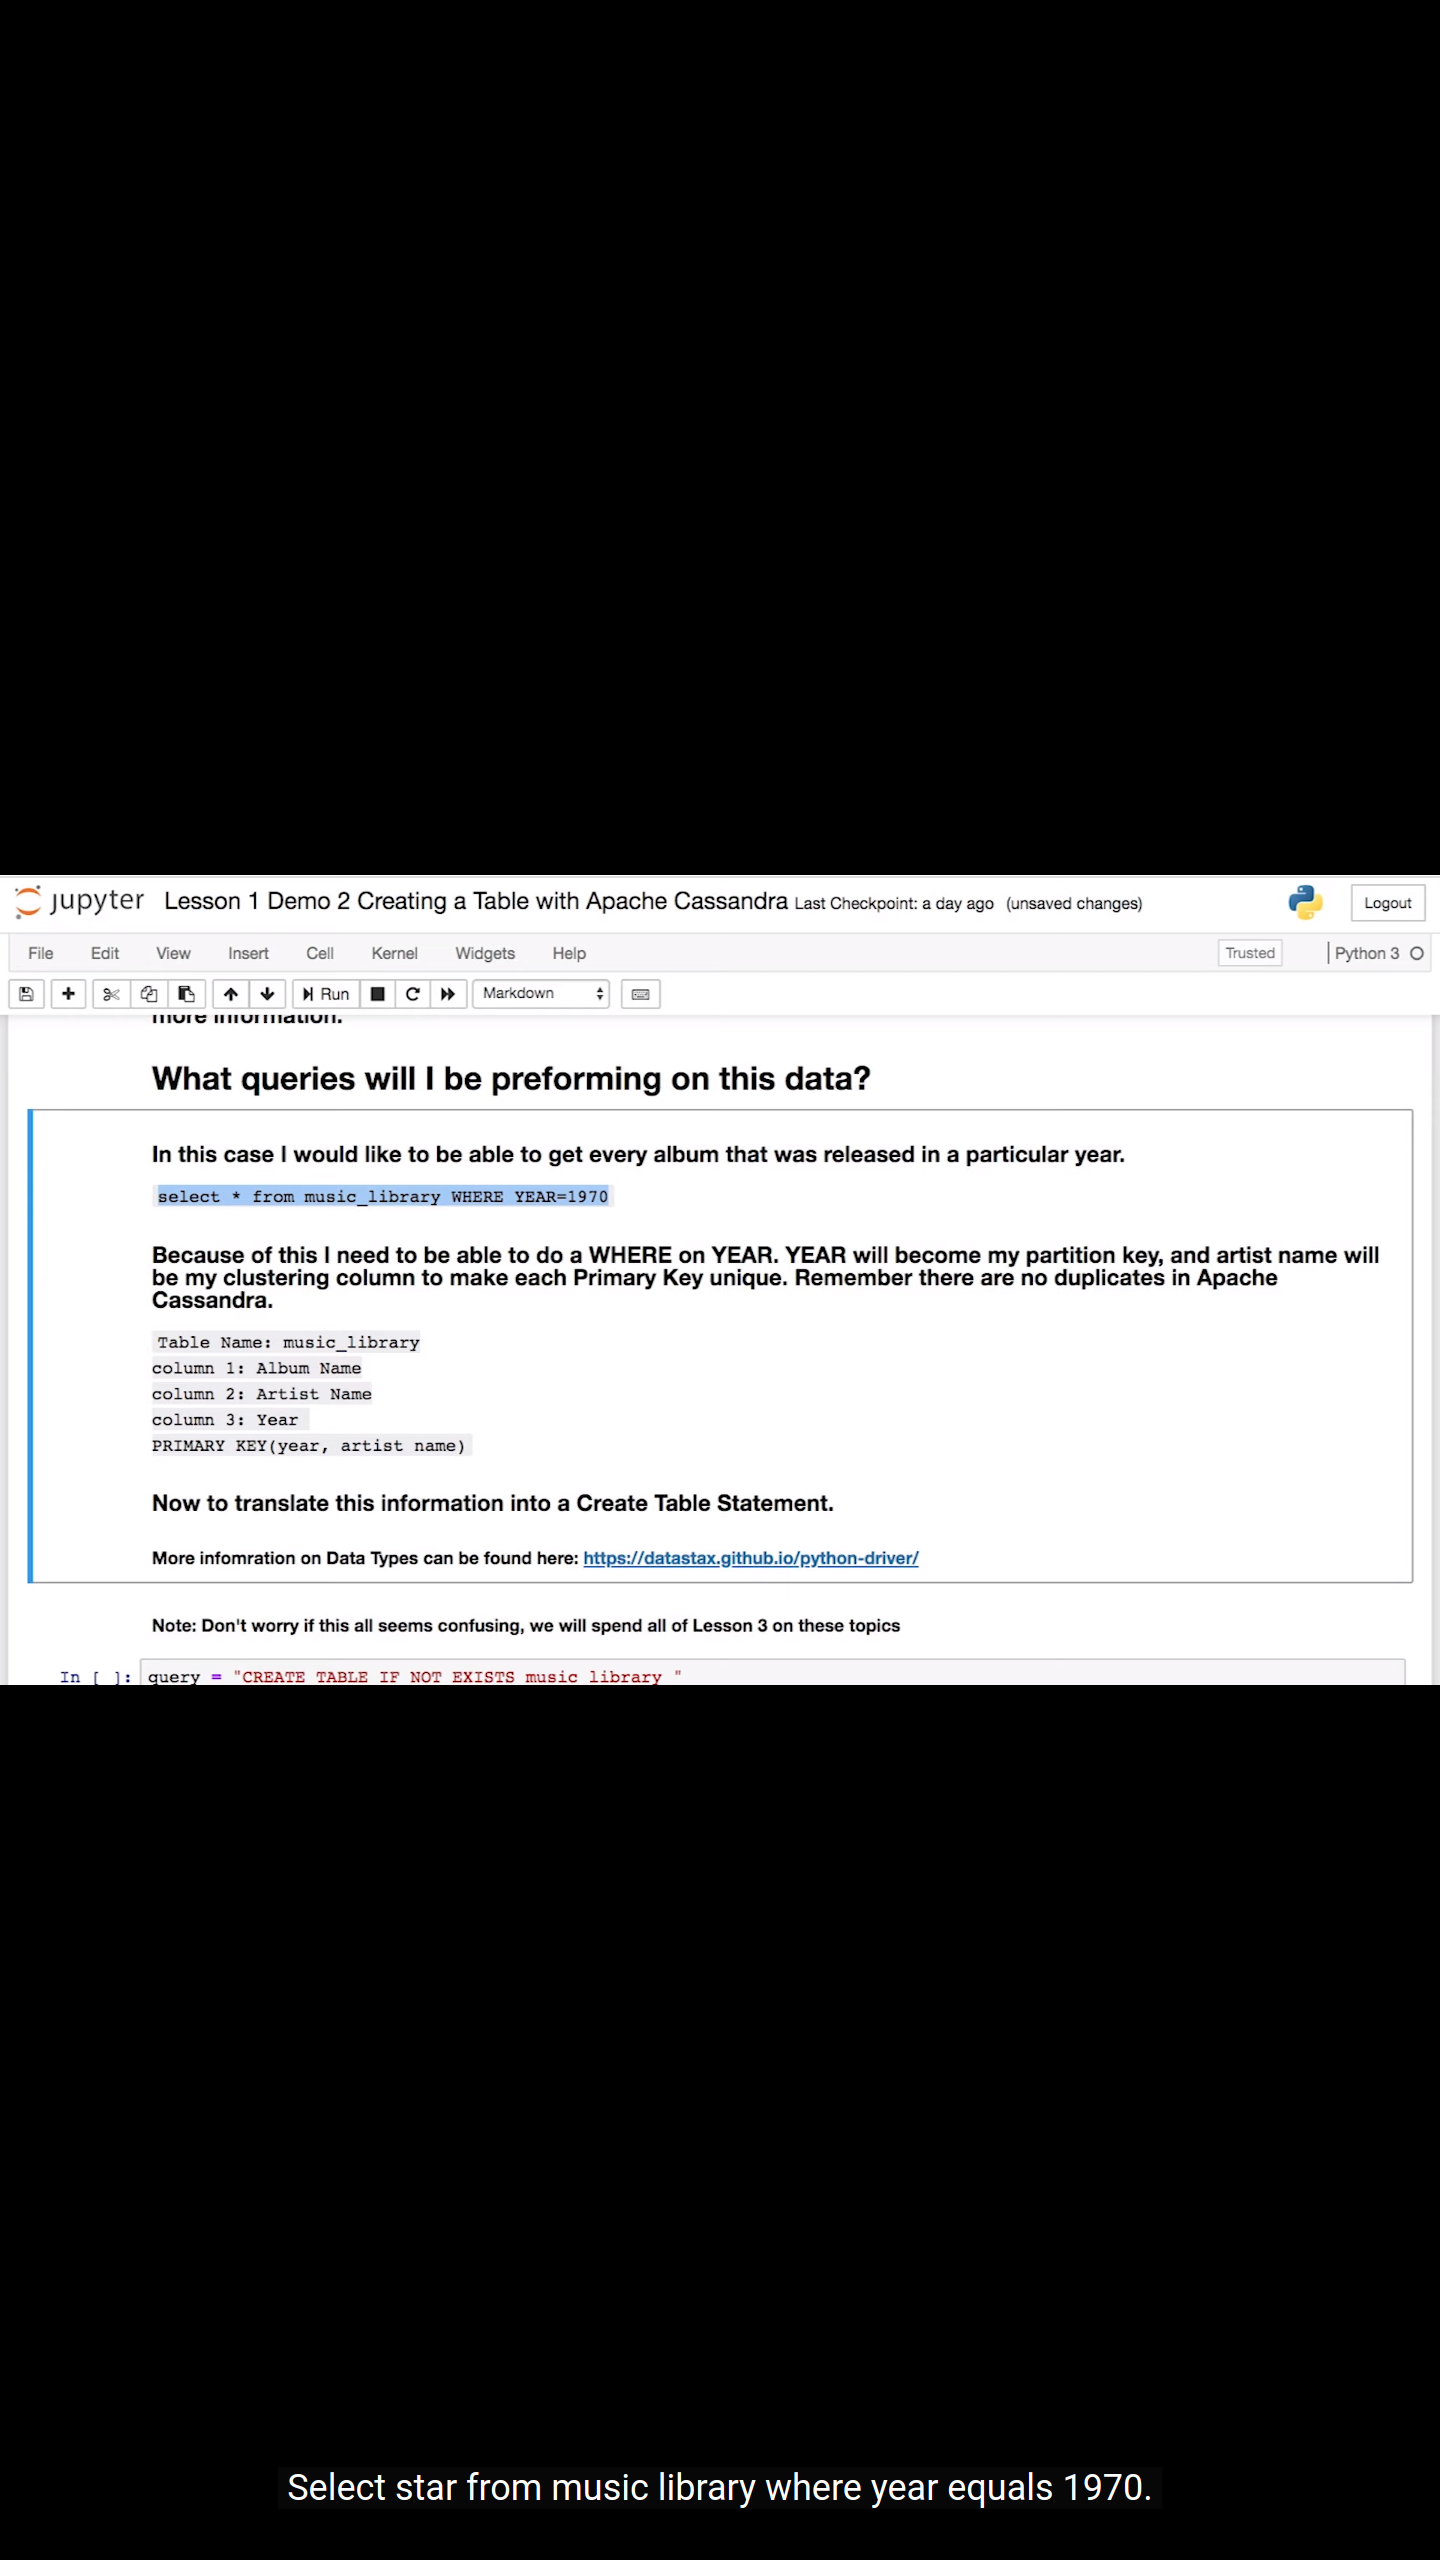 jupyter Lesson 1 Demo 2 Creating a Table with Apache Cassandra Last Checkpoint: a day ago (unsaved changes) Logout
File Edit View Insert Cell Kernel Widgets Help Trusted Python 3
Run Markdown
more information.
What queries will I be preforming on this data?
In this case I would like to be able to get every album that was released in a particular year.
select * from music_library WHERE YEAR=1970
Because of this I need to be able to do a WHERE on YEAR. YEAR will become my partition key, and artist name will
be my clustering column to make each Primary Key unique. Remember there are no duplicates in Apache
Cassandra.
Table Name: music_library
column 1: Album Name
column 2: Artist Name
column 3: Year
PRIMARY KEY(year, artist name)
Now to translate this information into a Create Table Statement.
More infomration on Data Types can be found here: https://datastax.github.io/python-driver/
Note: Don't worry if this all seems confusing, we will spend all of Lesson 3 on these topics
In [ ]: query = "CREATE TABLE IF NOT EXISTS music_library "
Select star from music library where year equals 1970.